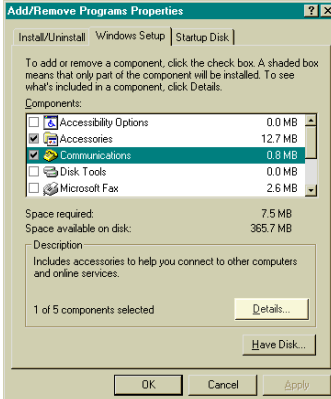 Add/Remove Programs Properties
Install/Uninstall Windows Setup Startup Disk
To add or remove a component, click the check box. A shaded box
means that only part of the component will be installed. To see
what's included in a component, click Details.
Components:
Accessibility Options 0.0 MB
Accessories 12.7 MB
Communications 0.8 MB
Disk Tools 0.0 MB
Microsoft Fax 2.6 MB
Space required: 7.5 MB
Space available on disk: 365.7 MB
Description
Includes accessories to help you connect to other computers
and online services.
1 of 5 components selected Details...
Have Disk...
OK Cancel Apply